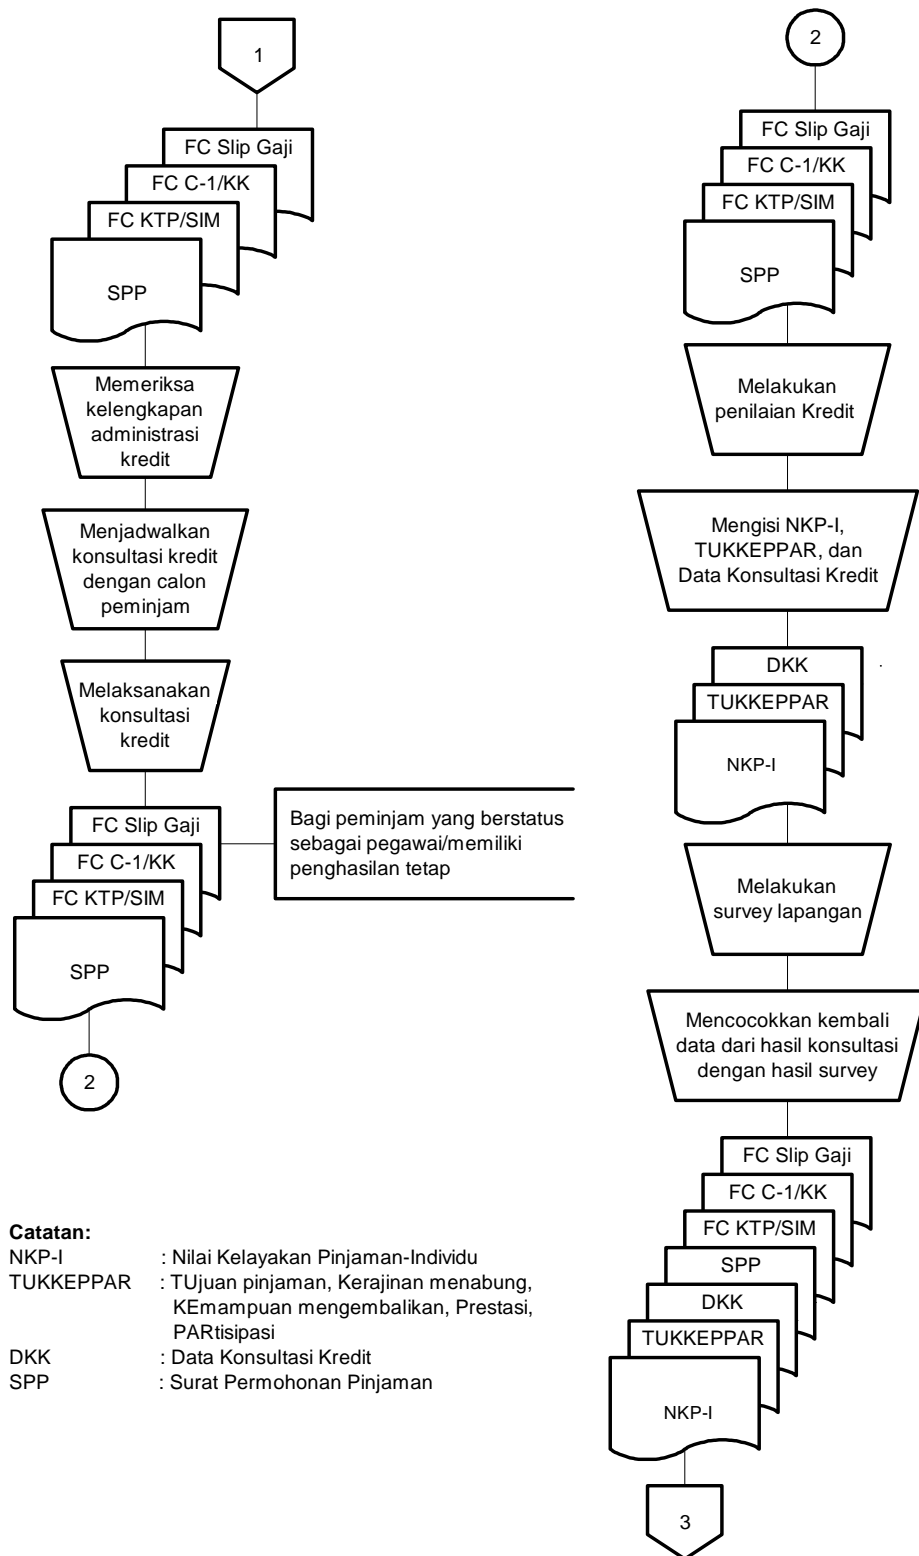 1
FC Slip Gaji
FC C-1/KK
FC KTP/SIM
SPP
Memeriksa
kelengkapan
administrasi
kredit
Menjadwalkan
konsultasi kredit
dengan calon
peminjam
Melaksanakan
konsultasi
kredit
FC Slip Gaji
FC C-1/KK
FC KTP/SIM
SPP
Bagi peminjam yang berstatus
sebagai pegawai/memiliki
penghasilan tetap
2
Catatan:
NKP-I : Nilai Kelayakan Pinjaman-Individu
TUKKEPPAR : TUjuan pinjaman, Kerajinan menabung,
KEmampuan mengembalikan, Prestasi,
PARtisipasi
DKK : Data Konsultasi Kredit
SPP : Surat Permohonan Pinjaman
2
FC Slip Gaji
FC C-1/KK
FC KTP/SIM
SPP
Melakukan
penilaian Kredit
Mengisi NKP-I,
TUKKEPPAR, dan
Data Konsultasi Kredit
DKK
TUKKEPPAR
NKP-I
Melakukan
survey lapangan
Mencocokkan kembali
data dari hasil konsultasi
dengan hasil survey
FC Slip Gaji
FC C-1/KK
FC KTP/SIM
SPP
DKK
TUKKEPPAR
NKP-I
3